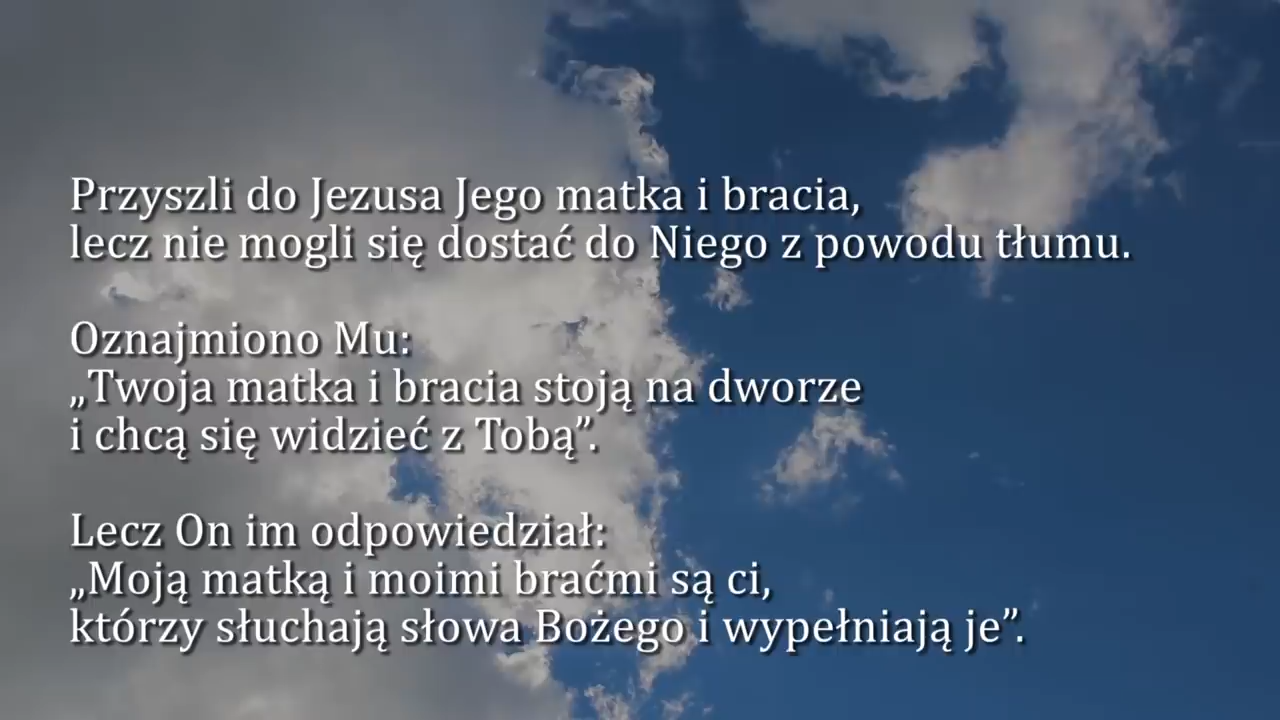 Przyszli do Jezusa Jego matka i bracia,
lecz nie mogli się dostać do Niego z powodu tłumu.
Oznajmiono Mu:
„Twoja matka i bracia stoją na dworze
i chcą się widzieć z Tobą”.
Lecz On im odpowiedział:
„Moją matką i moimi braćmi są ci,
którzy słuchają słowa Bożego i wypełniają je”.